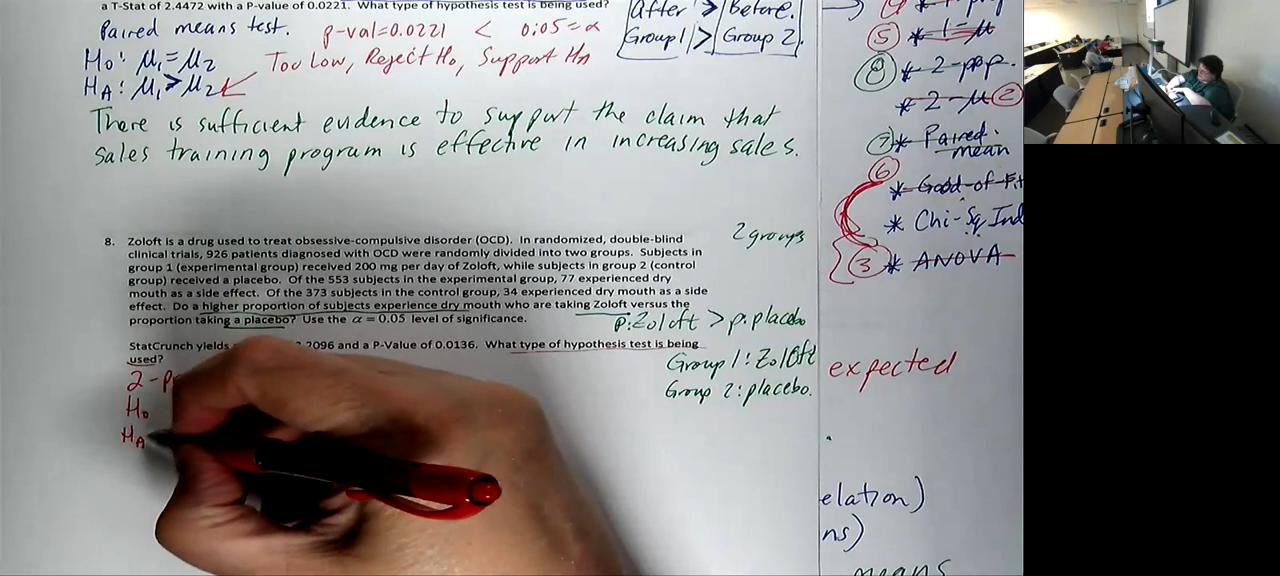 a T-Stat of 2.4472 with a P-value of 0.0221. What type of hypothesis test is being used?
Paired means test. p-val=0.0221 < 0.05=α
H0: μ1=μ2 Too Low, Reject H0, Support HA
HA: μ1>μ2
There is sufficient evidence to support the claim that
sales training program is effective in increasing sales.
After > Before.
Group 1 > Group 2.
8. Zoloft is a drug used to treat obsessive-compulsive disorder (OCD). In randomized, double-blind
clinical trials, 926 patients diagnosed with OCD were randomly divided into two groups. Subjects in
group 1 (experimental group) received 200 mg per day of Zoloft, while subjects in group 2 (control
group) received a placebo. Of the 553 subjects in the experimental group, 77 experienced dry
mouth as a side effect. Of the 373 subjects in the control group, 34 experienced dry mouth as a side
effect. Do a higher proportion of subjects experience dry mouth who are taking Zoloft versus the
proportion taking a placebo? Use the α = 0.05 level of significance.
2 groups
p:Zoloft > p:placebo
StatCrunch yields 2096 and a P-Value of 0.0136. What type of hypothesis test is being
used?
Group 1: Zoloft
Group 2: placebo.
2-p
H0
HA
⑤ * 1-μ
⑧ * 2-prop.
* 2-μ ②
⑦ * Paired
mean
⑥
* Good-of-Fit
* Chi-Sq Ind
③ * ANOVA
expected
elation)
ns)
means